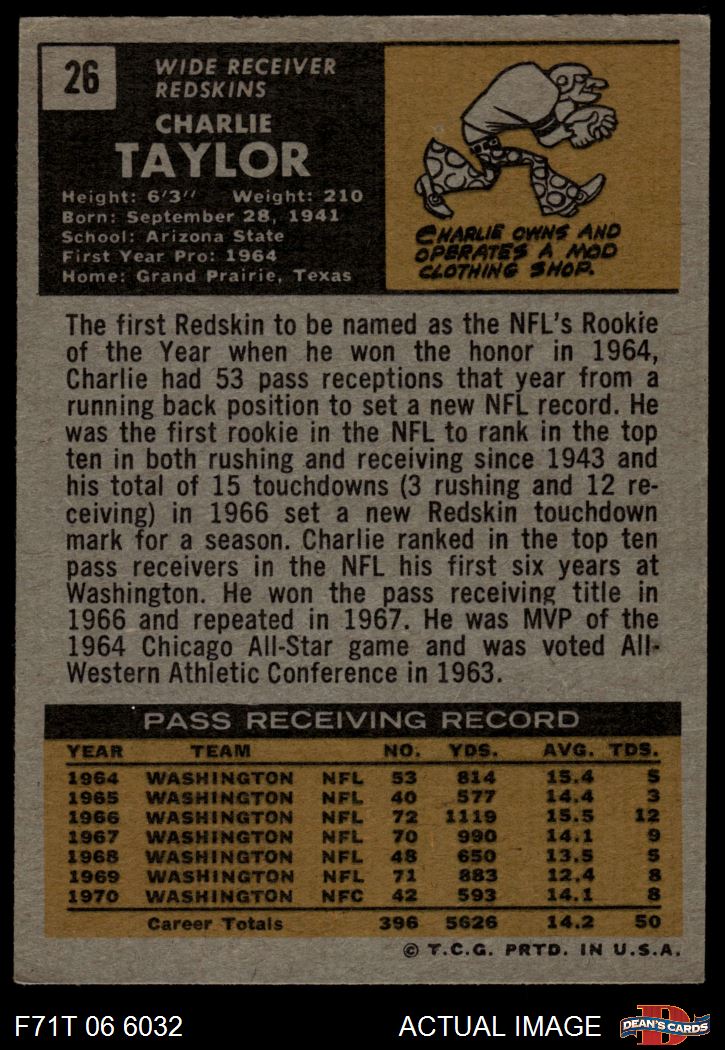 26
WIDE RECEIVER
REDSKINS
CHARLIE
TAYLOR
Height: 6'3" Weight: 210
Born: September 28, 1941
School: Arizona State
First Year Pro: 1964
Home: Grand Prairie, Texas
CHARLIE OWNS AND
OPERATES A MOD
CLOTHING SHOP.
The first Redskin to be named as the NFL's Rookie
of the Year when he won the honor in 1964,
Charlie had 53 pass receptions that year from a
running back position to set a new NFL record. He
was the first rookie in the NFL to rank in the top
ten in both rushing and receiving since 1943 and
his total of 15 touchdowns (3 rushing and 12 re-
ceiving) in 1966 set a new Redskin touchdown
mark for a season. Charlie ranked in the top ten
pass receivers in the NFL his first six years at
Washington. He won the pass receiving title in
1966 and repeated in 1967. He was MVP of the
1964 Chicago All-Star game and was voted All-
Western Athletic Conference in 1963.
PASS RECEIVING RECORD
YEAR TEAM NO. YDS. AVG. TDS.
1964 WASHINGTON NFL 53 814 15.4 5
1965 WASHINGTON NFL 40 577 14.4 3
1966 WASHINGTON NFL 72 1119 15.5 12
1967 WASHINGTON NFL 70 990 14.1 9
1968 WASHINGTON NFL 48 650 13.5 5
1969 WASHINGTON NFL 71 883 12.4 8
1970 WASHINGTON NFC 42 593 14.1 8
Career Totals 396 5626 14.2 50
© T.C.G. PRTD. IN U.S.A.
F71T 06 6032 ACTUAL IMAGE D DEAN'S CARDS